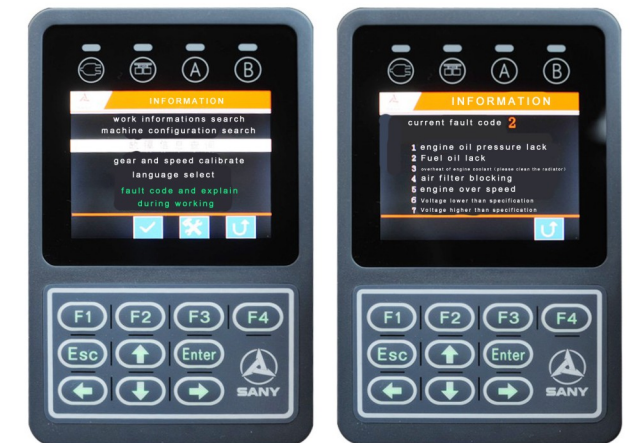 A
B
INFORMATION
work informations search
machine configuration search
gear and speed calibrate
language select
fault code and explain
during working
F1
F2
F3
F4
Esc
Enter
SANY
A
B
INFORMATION
current fault code 2
1 engine oil pressure lack
2 Fuel oil lack
3 overheat of engine coolant (please clean the radiator)
4 air filter blocking
5 engine over speed
6 Voltage lower than specification
7 Voltage higher than specification
F1
F2
F3
F4
Esc
Enter
SANY